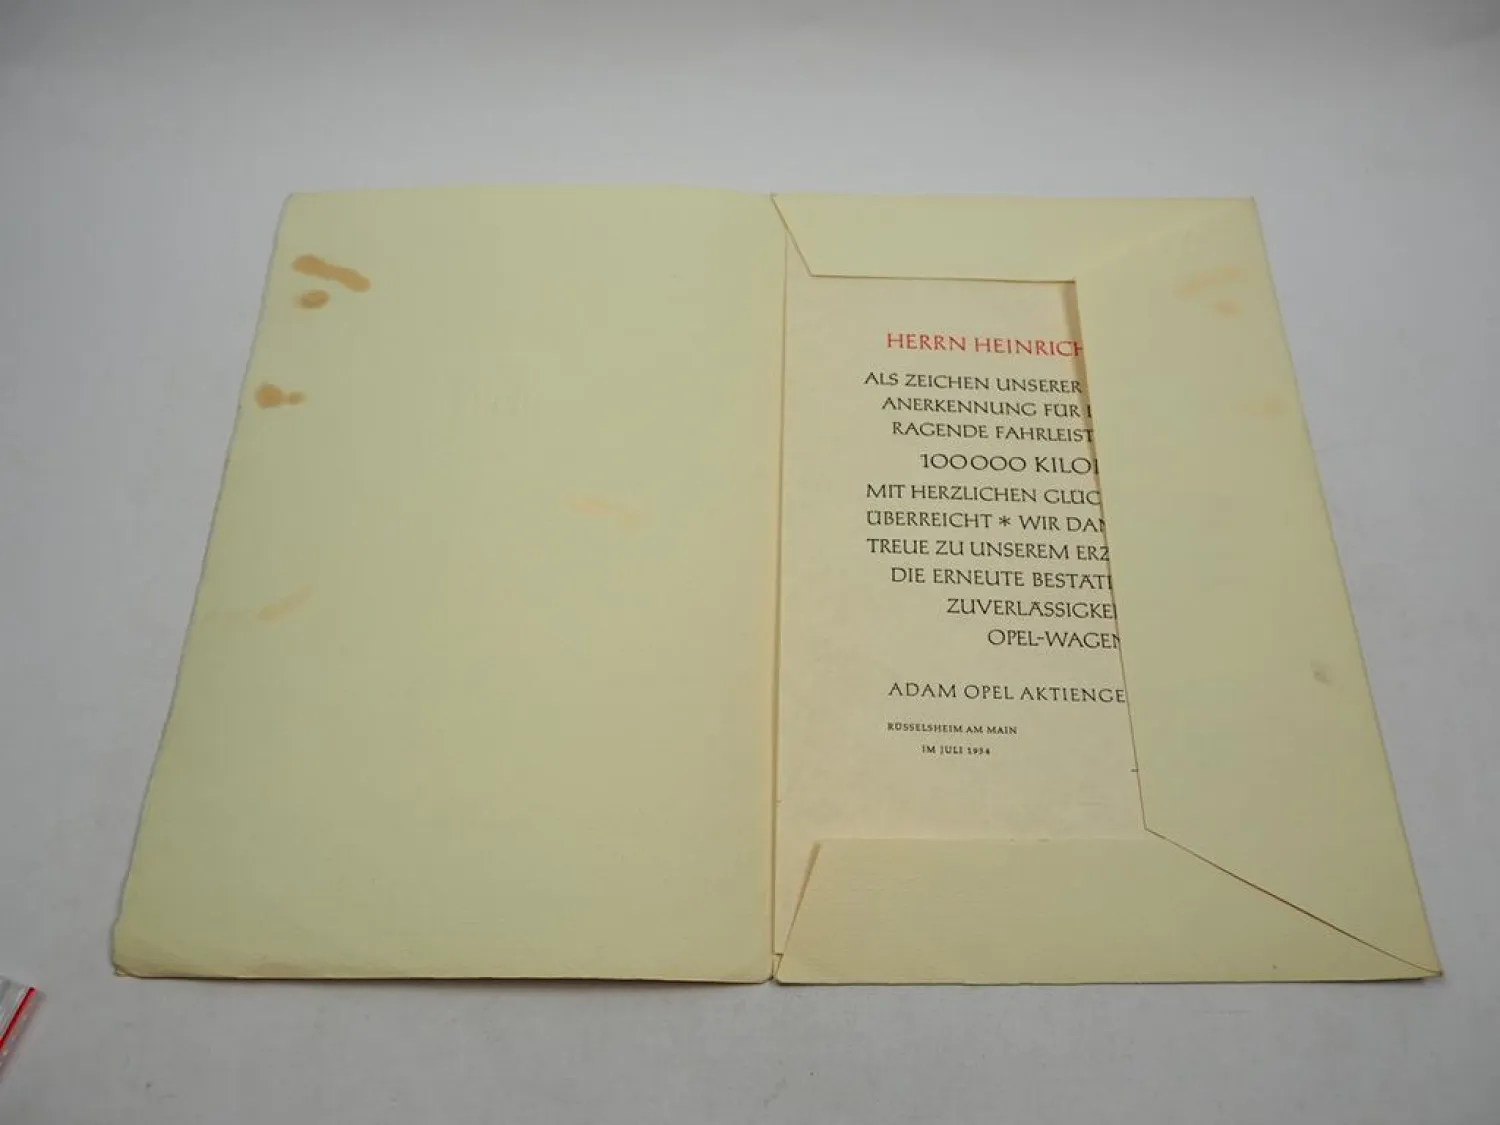 HERRN HEINRICH
ALS ZEICHEN UNSERER
ANERKENNUNG FÜR
RAGENDE FAHRLEIST
100000 KILO
MIT HERZLICHEN GLÜC
ÜBERREICHT * WIR DAN
TREUE ZU UNSEREM ERZ
DIE ERNEUTE BESTÄTI
ZUVERLÄSSIGKE
OPEL-WAGEN
ADAM OPEL AKTIENGE
RÜSSELSHEIM AM MAIN
IM JULI 1954